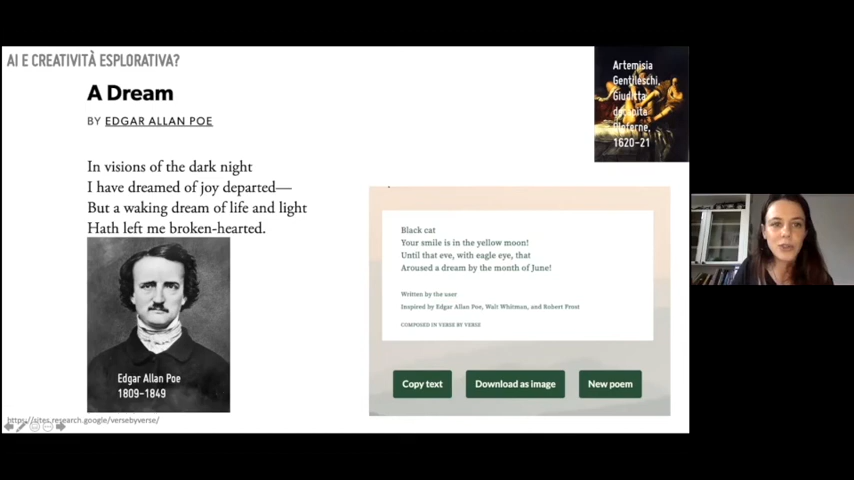 AI E CREATIVITÀ ESPLORATIVA?
A Dream
BY EDGAR ALLAN POE
In visions of the dark night
I have dreamed of joy departed—
But a waking dream of life and light
Hath left me broken-hearted.
Edgar Allan Poe
1809-1849
https://sites.research.google/versebyverse/
Artemisia
Gentileschi,
Giuditta
decapita
Oloferne,
1620-21
Black cat
Your smile is in the yellow moon!
Until that eve, with eagle eye, that
Aroused a dream by the month of June!
Written by the user
Inspired by Edgar Allan Poe, Walt Whitman, and Robert Frost
COMPOSED IN VERSE BY VERSE
Copy text
Download as image
New poem